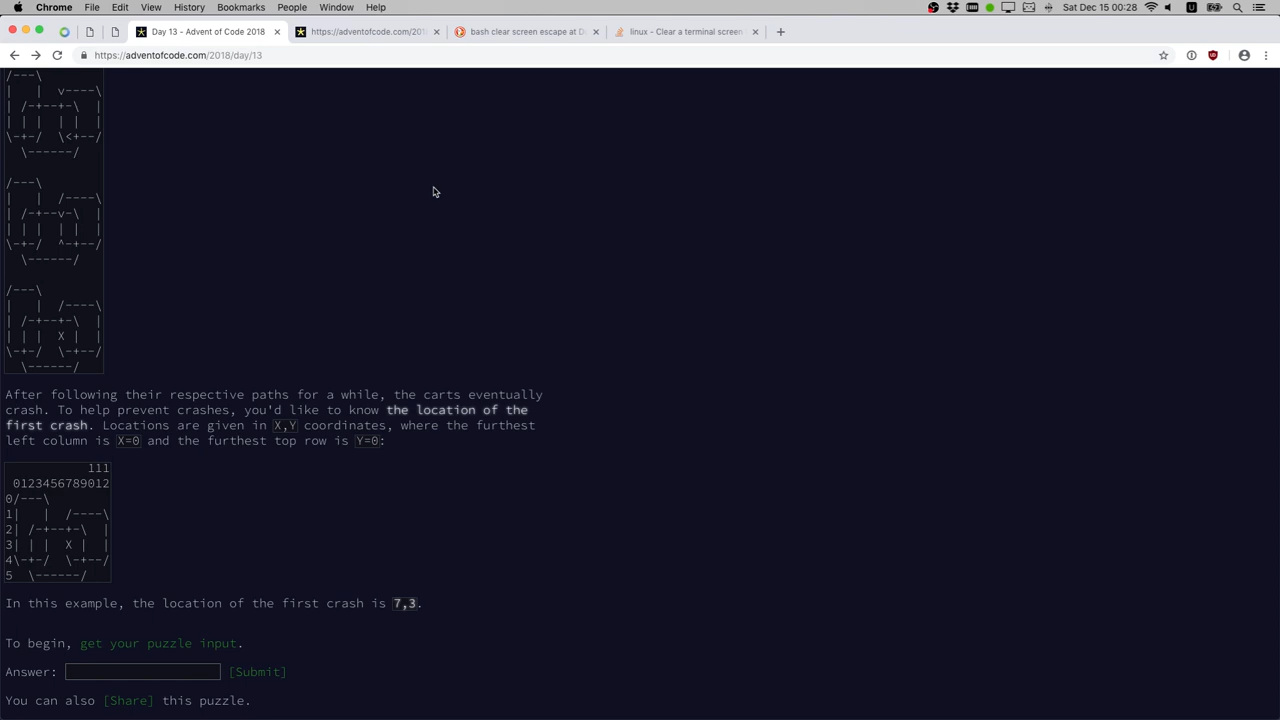 Chrome File Edit View History Bookmarks People Window Help Sat Dec 15 00:28
Day 13 - Advent of Code 2018 https://adventofcode.com/2018 bash clear screen escape at D linux - Clear a terminal screen
https://adventofcode.com/2018/day/13
/---\
|   |  v----\
| /-+--+-\  |
| | |  | |  |
\-+-/  \<+--/
  \------/
/---\
|   |  /----\
| /-+--v-\  |
| | |  | |  |
\-+-/  ^-+--/
  \------/
/---\
|   |  /----\
| /-+--+-\  |
| | |  X |  |
\-+-/  \-+--/
  \------/
After following their respective paths for a while, the carts eventually
crash. To help prevent crashes, you'd like to know the location of the
first crash. Locations are given in X,Y coordinates, where the furthest
left column is X=0 and the furthest top row is Y=0:
           111
 0123456789012
0/---\
1|   |  /----\
2| /-+--+-\  |
3| | |  X |  |
4\-+-/  \-+--/
5  \------/
In this example, the location of the first crash is 7,3.
To begin, get your puzzle input.
Answer: [Submit]
You can also [Share] this puzzle.